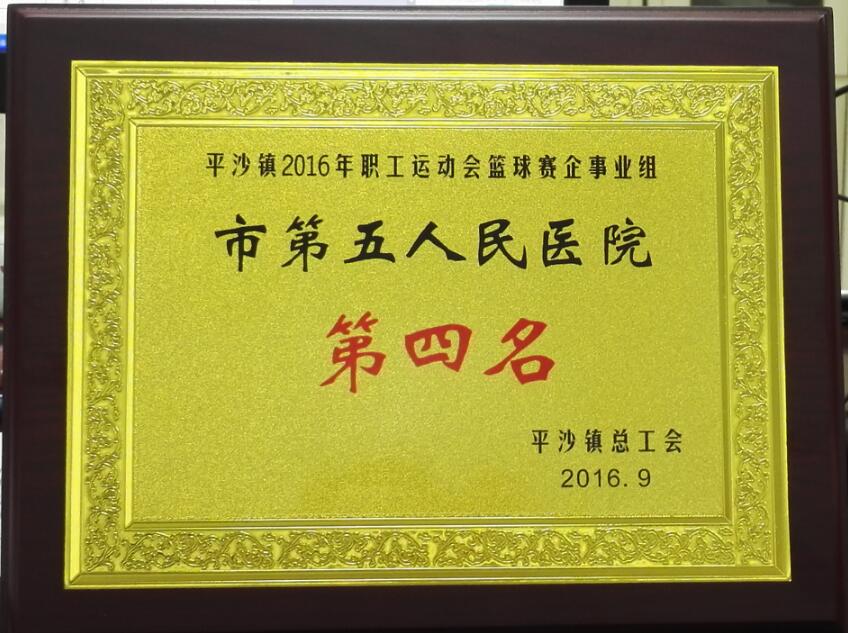 平沙镇2016年职工运动会篮球赛企事业组
市第五人民医院
第四名
平沙镇总工会
2016.9